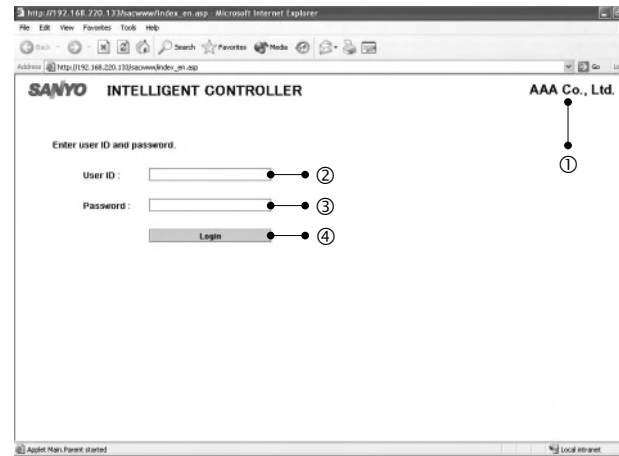 http://192.168.220.133/sacwww/index_en.asp - Microsoft Internet Explorer
File Edit View Favorites Tools Help
Back Search Favorites Media
Address http://192.168.220.133/sacwww/index_en.asp Go
SANYO INTELLIGENT CONTROLLER AAA Co., Ltd.
①
Enter user ID and password.
User ID : ②
Password : ③
Login ④
Applet Main.Parent started Local intranet